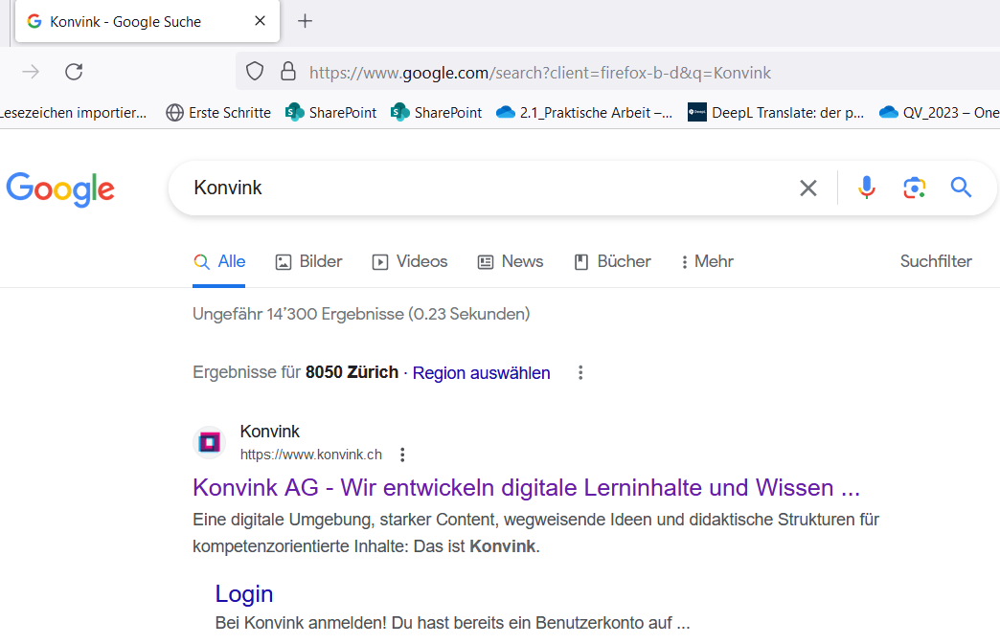 Konvink - Google Suche
https://www.google.com/search?client=firefox-b-d&q=Konvink
Lesezeichen importier... Erste Schritte SharePoint SharePoint 2.1_Praktische Arbeit –... DeepL Translate: der p... QV_2023 – One
Google Konvink
Alle Bilder Videos News Bücher Mehr Suchfilter
Ungefähr 14’300 Ergebnisse (0.23 Sekunden)
Ergebnisse für 8050 Zürich · Region auswählen
Konvink
https://www.konvink.ch
Konvink AG - Wir entwickeln digitale Lerninhalte und Wissen ...
Eine digitale Umgebung, starker Content, wegweisende Ideen und didaktische Strukturen für
kompetenzorientierte Inhalte: Das ist Konvink.
Login
Bei Konvink anmelden! Du hast bereits ein Benutzerkonto auf ...